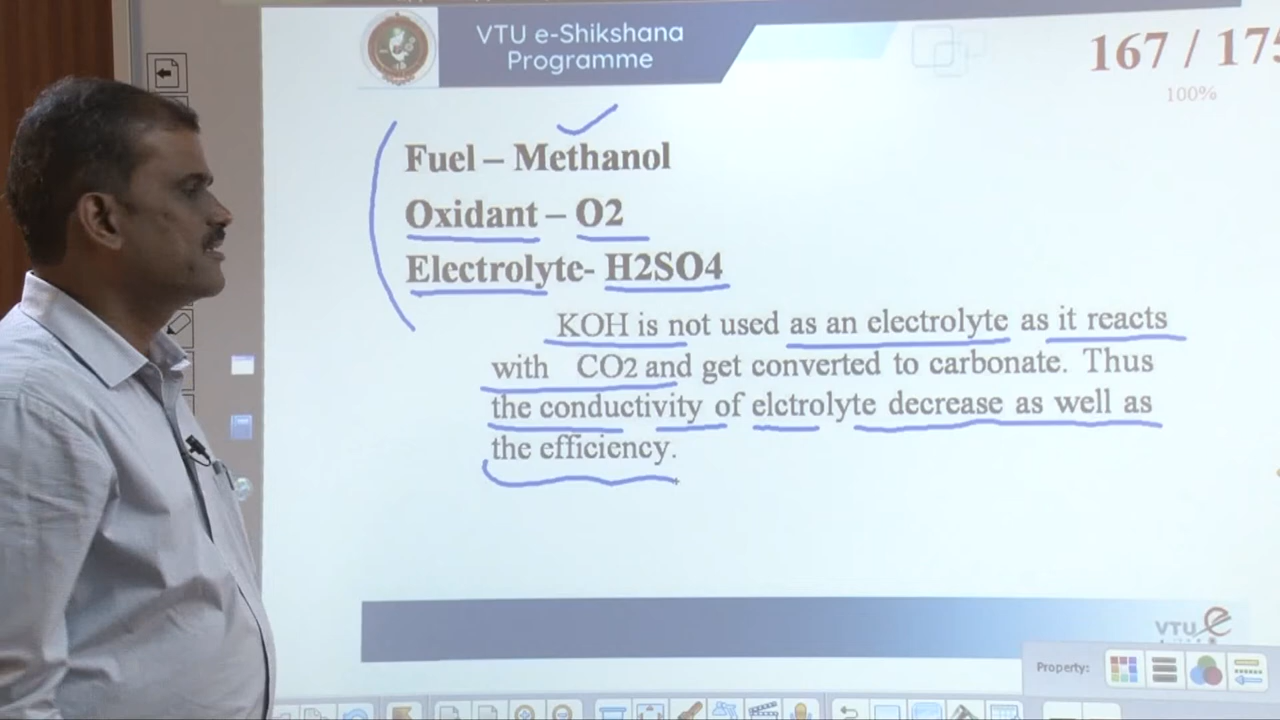 VTU e-Shikshana
Programme
167 / 175
100%
Fuel – Methanol
Oxidant – O2
Electrolyte- H2SO4
KOH is not used as an electrolyte as it reacts
with CO2 and get converted to carbonate. Thus
the conductivity of elctrolyte decrease as well as
the efficiency.
VTU e
Property: